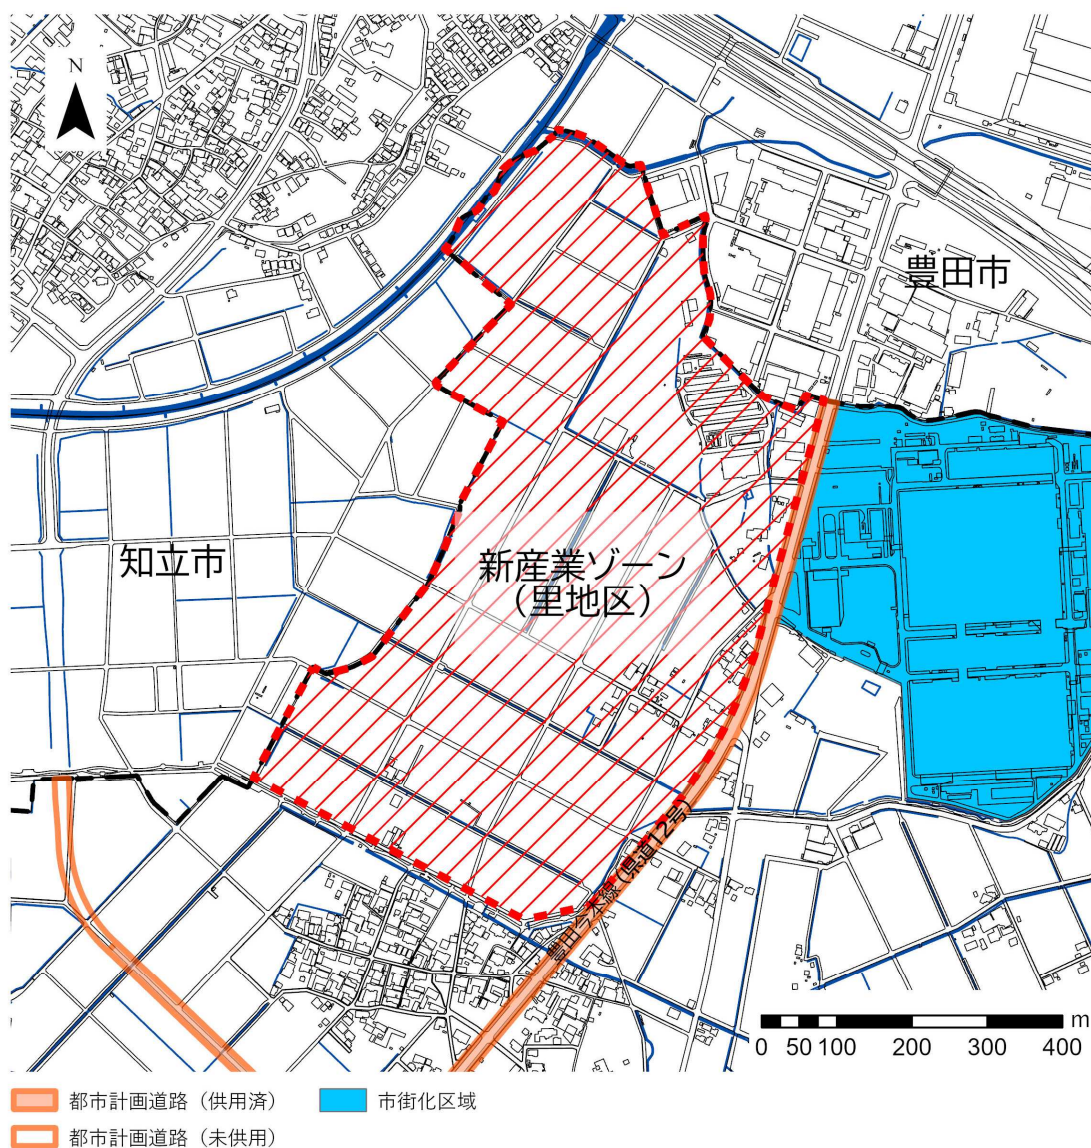 N
豊田市
知立市
新産業ゾーン
（里地区）
豊田今本線（県道12号）
m
0 50 100 200 300 400
都市計画道路（供用済） 市街化区域
都市計画道路（未供用）